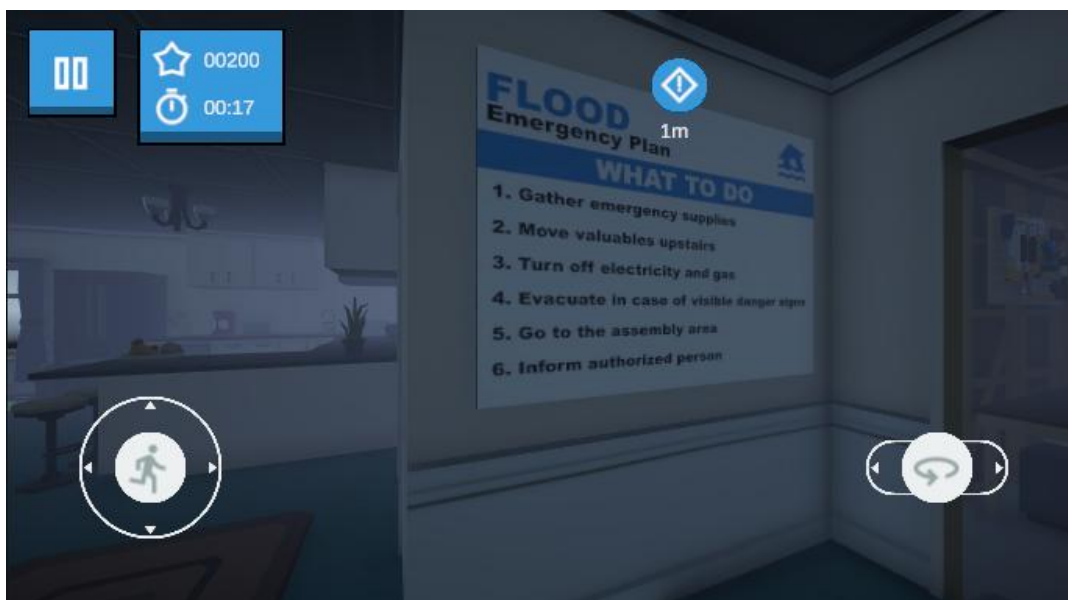 00200
00:17
1m
FLOOD
Emergency Plan
WHAT TO DO
1. Gather emergency supplies
2. Move valuables upstairs
3. Turn off electricity and gas
4. Evacuate in case of visible danger signs
5. Go to the assembly area
6. Inform authorized person